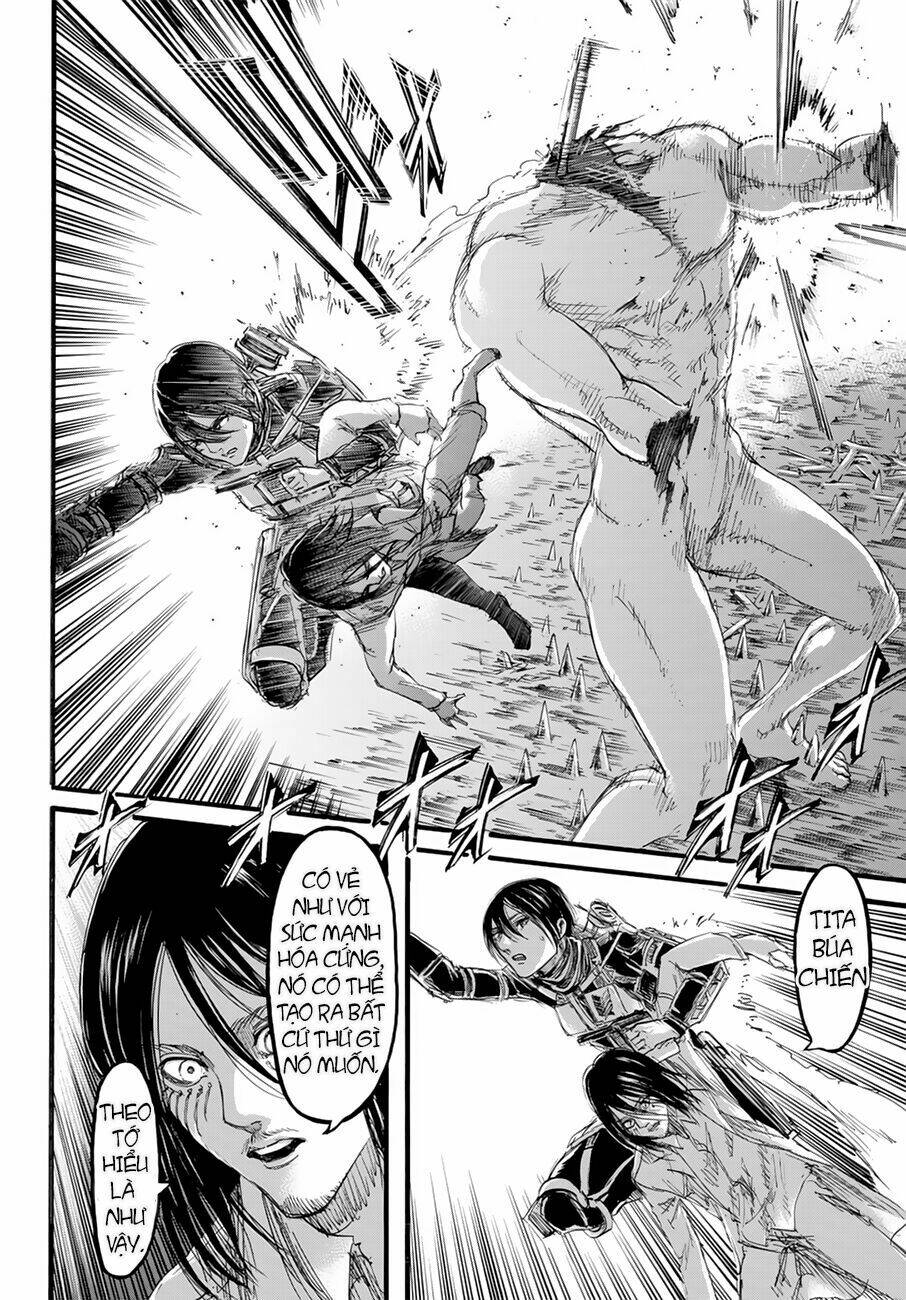 TITA
BÚA
CHIẾN
CÓ VẺ
NHƯ VỚI
SỨC MẠNH
HÓA CỨNG,
NÓ CÓ THỂ
TẠO RA BẤT
CỨ THỨ GÌ
NÓ MUỐN.
THEO
TỚ
HIỂU
LÀ
NHƯ
VẬY.